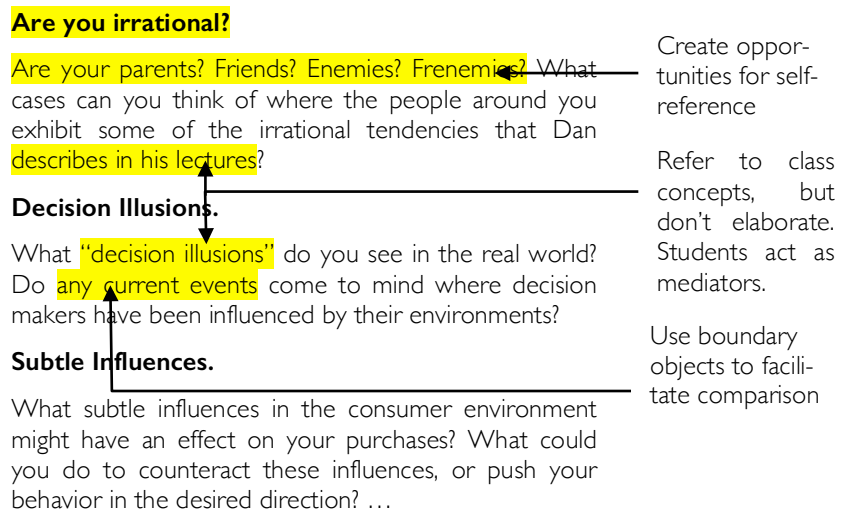 Are you irrational?
Are your parents? Friends? Enemies? Frenemies? What
cases can you think of where the people around you
exhibit some of the irrational tendencies that Dan
describes in his lectures?
Decision Illusions.
What “decision illusions” do you see in the real world?
Do any current events come to mind where decision
makers have been influenced by their environments?
Subtle Influences.
What subtle influences in the consumer environment
might have an effect on your purchases? What could
you do to counteract these influences, or push your
behavior in the desired direction? …
Create oppor-
tunities for self-
reference
Refer to class
concepts, but
don’t elaborate.
Students act as
mediators.
Use boundary
objects to facili-
tate comparison